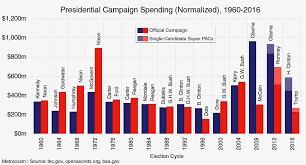 Presidential Campaign Spending (Normalized), 1960-2016
Official Campaign
Single-Candidate Super PACs
$1,200m
$1,000m
$800m
$600m
$400m
$200m
$0m
Kennedy
Nixon
Johnson
Goldwater
Humphrey
Nixon
McGovern
Nixon
Carter
Ford
Carter
Reagan
Mondale
Reagan
Dukakis
G.H.W. Bush
B. Clinton
G.H.W. Bush
B. Clinton
Dole
Gore
G.W. Bush
Kerry
G.W. Bush
Obama
McCain
Obama
Romney
H. Clinton
Trump
1960
1964
1968
1972
1976
1980
1984
1988
1992
1996
2000
2004
2008
2012
2016
Election Cycle
Metrocosm | Source: fec.gov, opensecrets.org, bea.gov